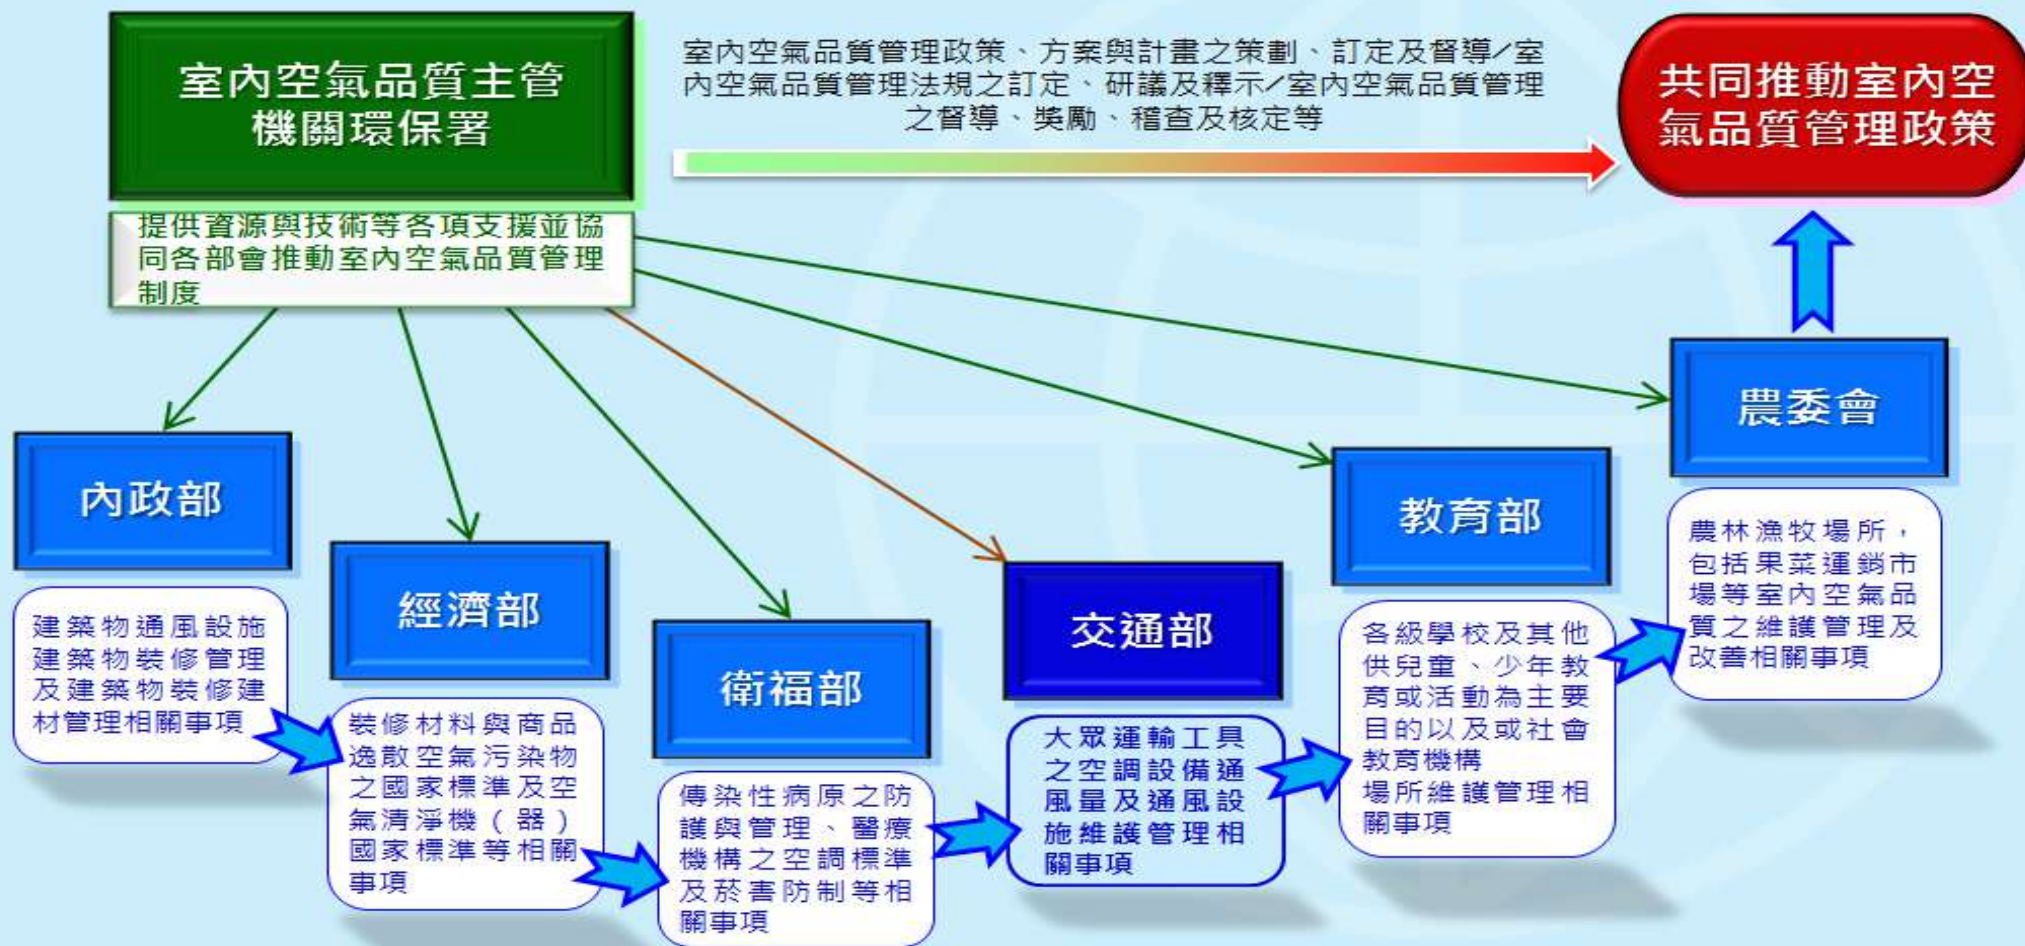 室內空氣品質主管
機關環保署
室內空氣品質管理政策、方案與計畫之策劃、訂定及督導/室
內空氣品質管理法規之訂定、研議及釋示/室內空氣品質管理
之督導、獎勵、稽查及核定等
共同推動室內空
氣品質管理政策
提供資源與技術等各項支援並協
同各部會推動室內空氣品質管理
制度
內政部
建築物通風設施
建築物裝修管理
及建築物裝修建
材管理相關事項
經濟部
裝修材料與商品
逸散空氣污染物
之國家標準及空
氣清淨機（器）
國家標準等相關
事項
衛福部
傳染性病原之防
護與管理、醫療
機構之空調標準
及菸害防制等相
關事項
交通部
大眾運輸工具
之空調設備通
風量及通風設
施維護管理相
關事項
教育部
各級學校及其他
供兒童、少年教
育或活動為主要
目的以及或社會
教育機構
場所維護管理相
關事項
農委會
農林漁牧場所，
包括果菜運銷市
場等室內空氣品
質之維護管理及
改善相關事項